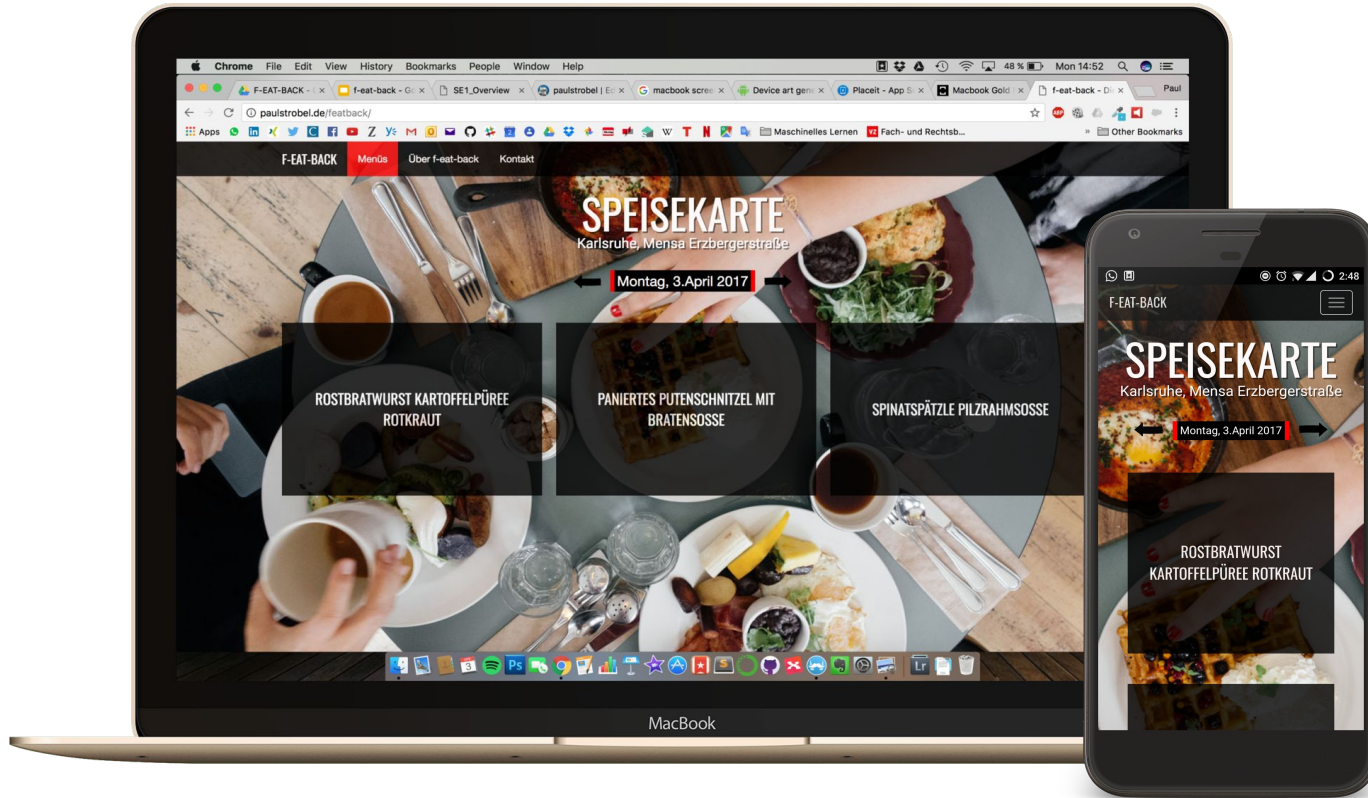 Chrome File Edit View History Bookmarks People Window Help 48 % Mon 14:52
F-EAT-BACK - f-eat-back - Go SE1_Overview paulstrobel | Ec macbook scree Device art gene Placeit - App Sc Macbook Gold f-eat-back - Di Paul
paulstrobel.de/featback/
Apps Maschinelles Lernen Fach- und Rechtsb... » Other Bookmarks
F-EAT-BACK Menüs Über f-eat-back Kontakt
SPEISEKARTE
Karlsruhe, Mensa Erzbergerstraße
Montag, 3.April 2017
ROSTBRATWURST KARTOFFELPÜREE
ROTKRAUT
PANIERTES PUTENSCHNITZEL MIT
BRATENSOSSE
SPINATSPÄTZLE PILZRAHMSOSSE
MacBook
2:48
F-EAT-BACK
SPEISEKARTE
Karlsruhe, Mensa Erzbergerstraße
Montag, 3.April 2017
ROSTBRATWURST
KARTOFFELPÜREE ROTKRAUT